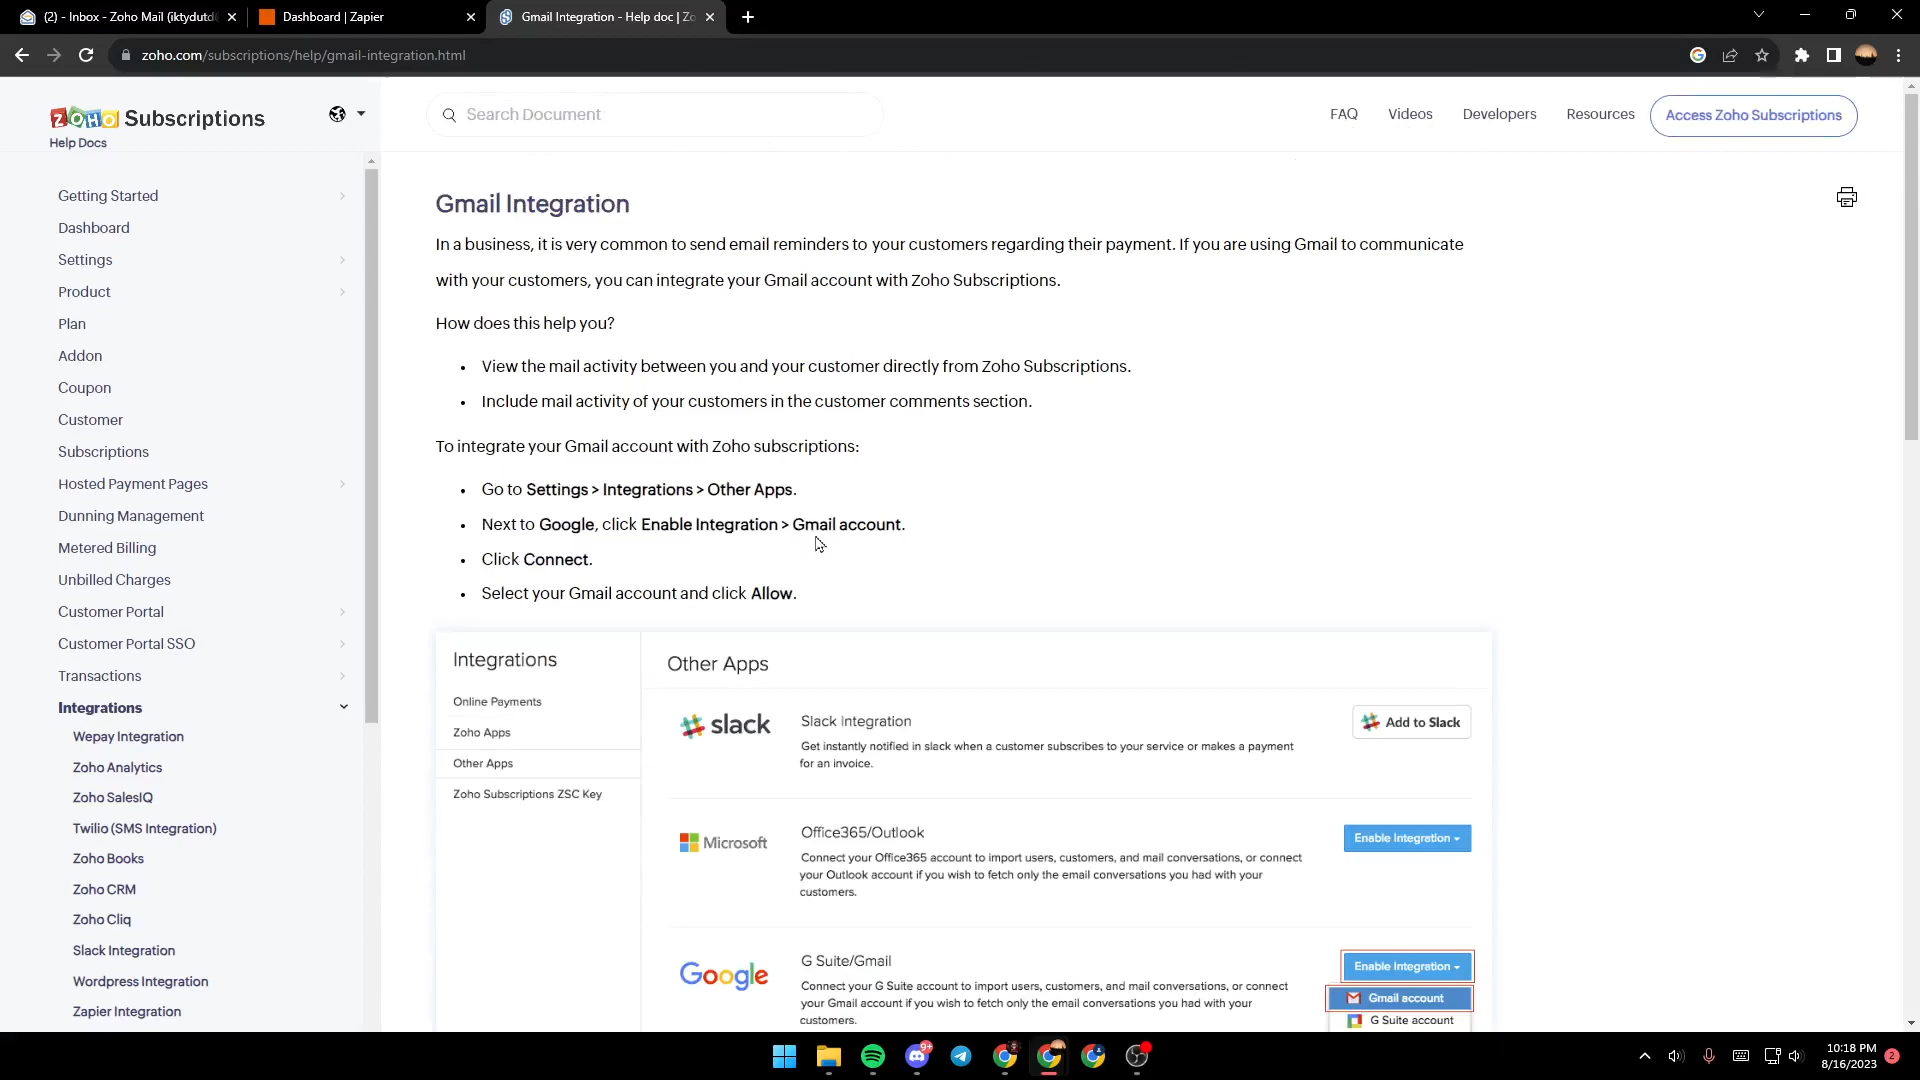 (2) - Inbox - Zoho Mail (iktydutd
Dashboard | Zapier
Gmail Integration - Help doc | Zo
zoho.com/subscriptions/help/gmail-integration.html
ZOHO Subscriptions
Help Docs
Search Document
FAQ
Videos
Developers
Resources
Access Zoho Subscriptions
Getting Started
Dashboard
Settings
Product
Plan
Addon
Coupon
Customer
Subscriptions
Hosted Payment Pages
Dunning Management
Metered Billing
Unbilled Charges
Customer Portal
Customer Portal SSO
Transactions
Integrations
Wepay Integration
Zoho Analytics
Zoho SalesIQ
Twilio (SMS Integration)
Zoho Books
Zoho CRM
Zoho Cliq
Slack Integration
Wordpress Integration
Zapier Integration
Gmail Integration
In a business, it is very common to send email reminders to your customers regarding their payment. If you are using Gmail to communicate
with your customers, you can integrate your Gmail account with Zoho Subscriptions.
How does this help you?
• View the mail activity between you and your customer directly from Zoho Subscriptions.
• Include mail activity of your customers in the customer comments section.
To integrate your Gmail account with Zoho subscriptions:
• Go to Settings > Integrations > Other Apps.
• Next to Google, click Enable Integration > Gmail account.
• Click Connect.
• Select your Gmail account and click Allow.
Integrations
Online Payments
Zoho Apps
Other Apps
Zoho Subscriptions ZSC Key
Other Apps
slack
Slack Integration
Get instantly notified in slack when a customer subscribes to your service or makes a payment
for an invoice.
Add to Slack
Microsoft
Office365/Outlook
Connect your Office365 account to import users, customers, and mail conversations, or connect
your Outlook account if you wish to fetch only the email conversations you had with your
customers.
Enable Integration
Google
G Suite/Gmail
Connect your G Suite account to import users, customers, and mail conversations, or connect
your Gmail account if you wish to fetch only the email conversations you had with your
customers.
Enable Integration
Gmail account
G Suite account
9+
10:18 PM
8/16/2023
2